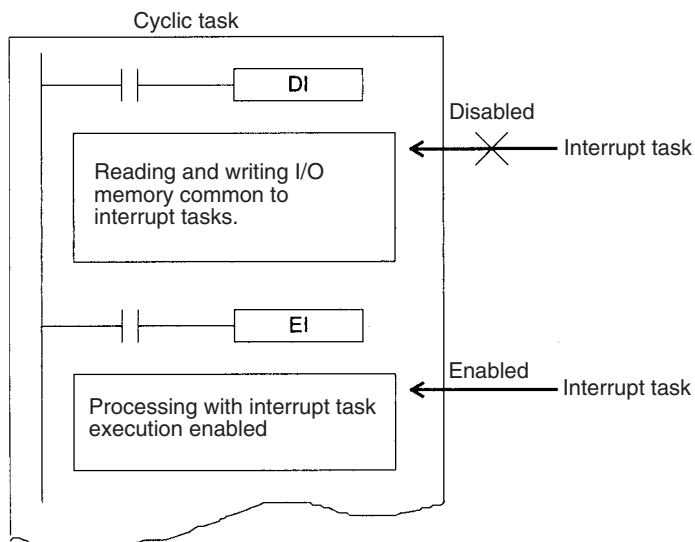 Cyclic task
DI
Disabled
Interrupt task
Reading and writing I/O
memory common to
interrupt tasks.
EI
Enabled
Interrupt task
Processing with interrupt task
execution enabled